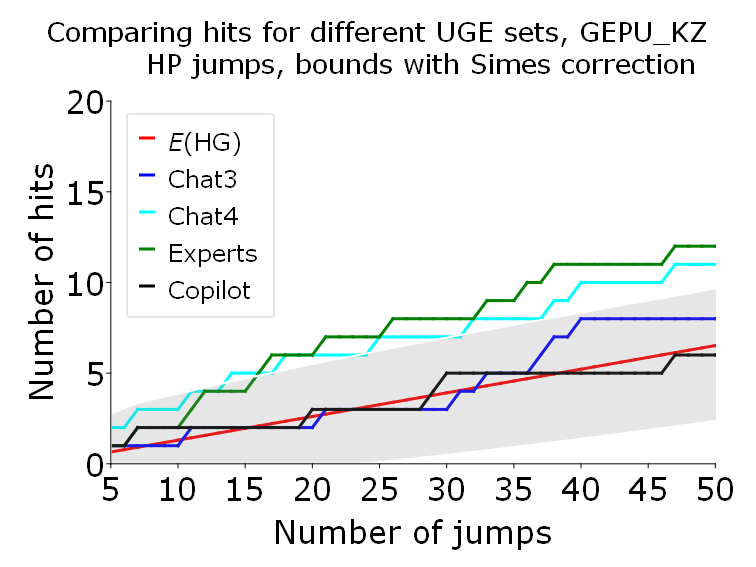 Comparing hits for different UGE sets, GEPU_KZ
HP jumps, bounds with Simes correction
Number of hits
20
15
10
5
0
E(HG)
Chat3
Chat4
Experts
Copilot
5 10 15 20 25 30 35 40 45 50
Number of jumps